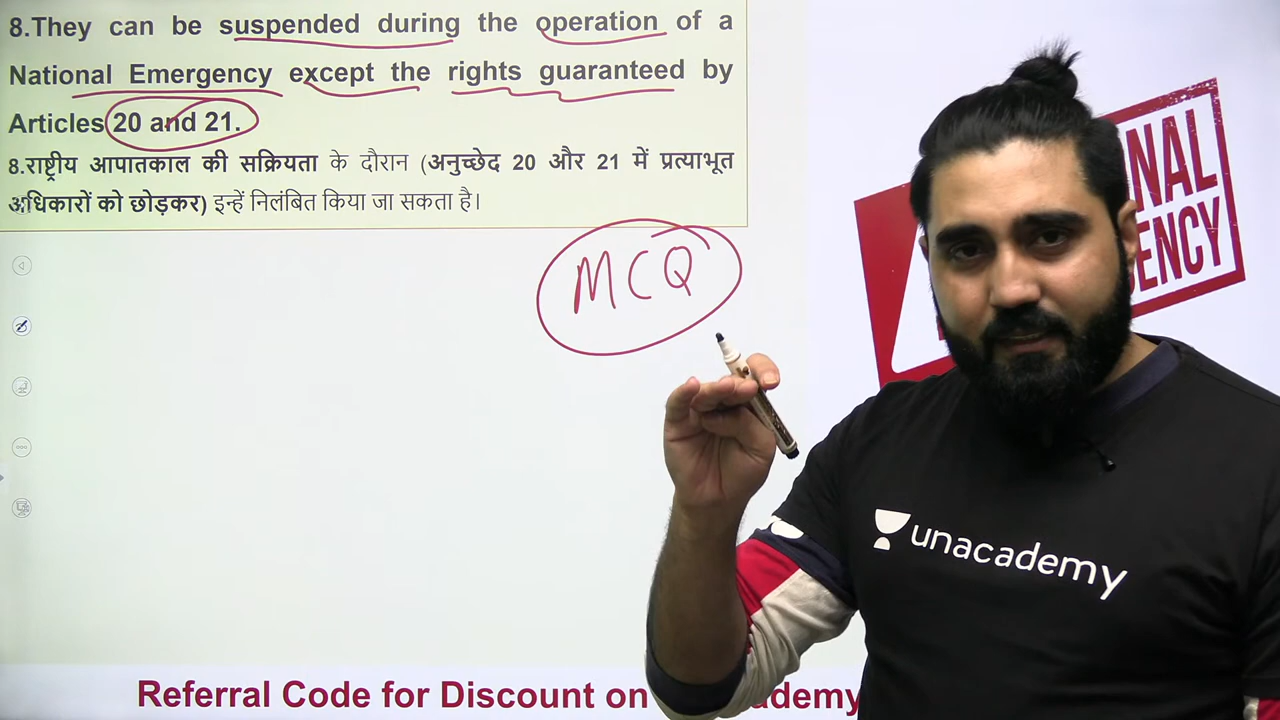 8.They can be suspended during the operation of a
National Emergency except the rights guaranteed by
Articles 20 and 21.
8.राष्ट्रीय आपातकाल की सक्रियता के दौरान (अनुच्छेद 20 और 21 में प्रत्याभूत
अधिकारों को छोड़कर) इन्हें निलंबित किया जा सकता है।
MCQ
NAL
ENCY
unacademy
Referral Code for Discount on